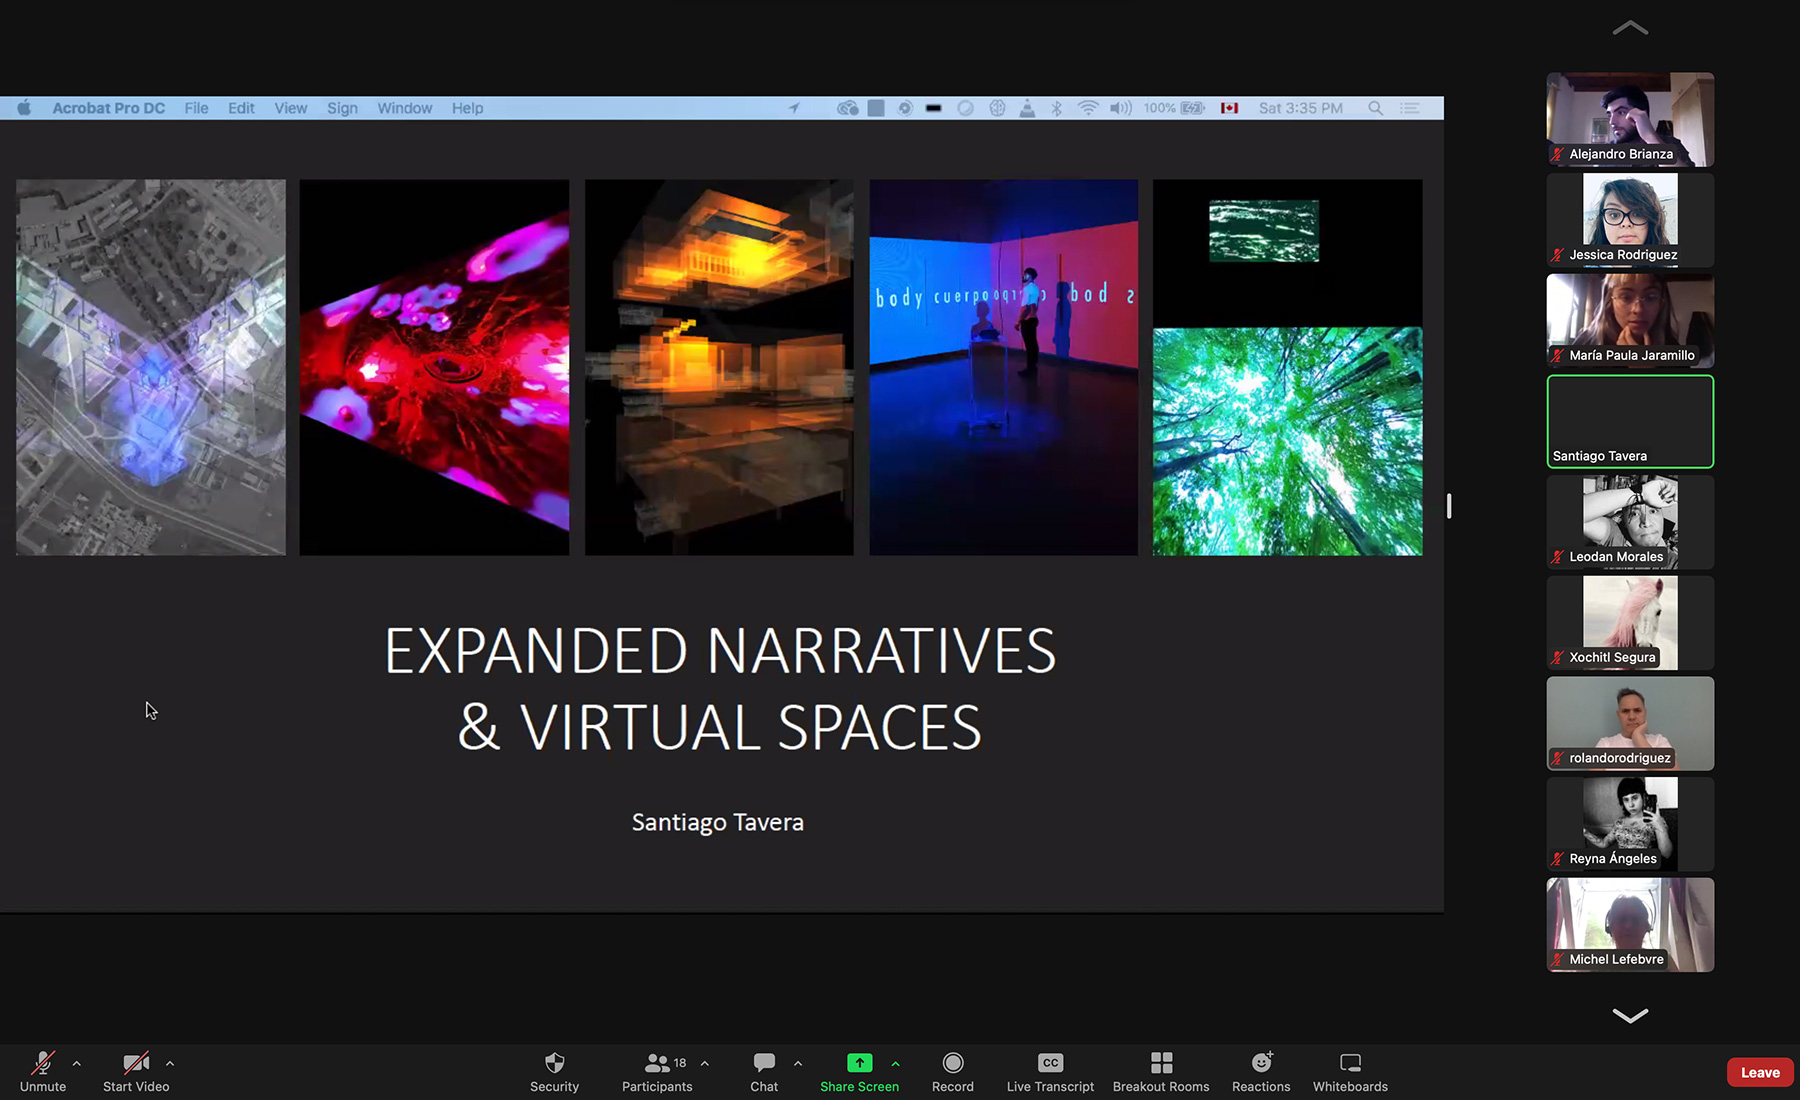 Acrobat Pro DC File Edit View Sign Window Help 100% Sat 3:35 PM
body cuerpo bod s
EXPANDED NARRATIVES
& VIRTUAL SPACES
Santiago Tavera
Alejandro Brianza
Jessica Rodriguez
María Paula Jaramillo
Santiago Tavera
Leodan Morales
Xochitl Segura
rolandorodriguez
Reyna Ángeles
Michel Lefebvre
Unmute
Start Video
Security
18
Participants
Chat
Share Screen
Record
CC
Live Transcript
Breakout Rooms
Reactions
Whiteboards
Leave